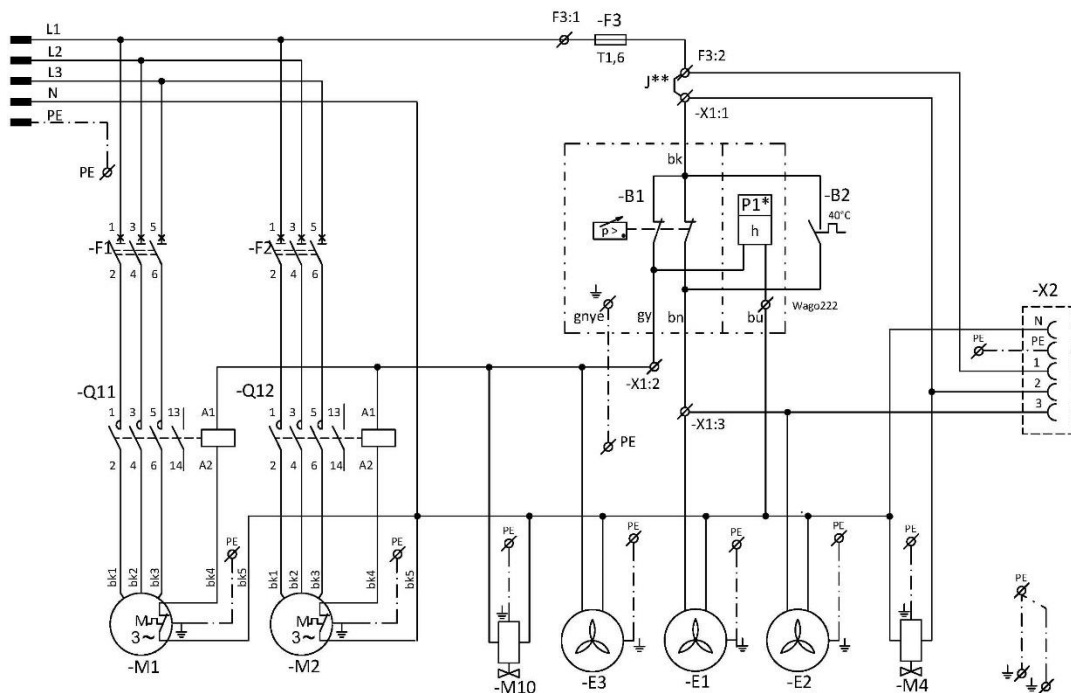 L1
L2
L3
N
PE
PE
F3:1
-F3
T1,6
F3:2
J**
-X1:1
bk
-B1
P1*
-B2
40°C
p>
h
1 3 5
-F1
2 4 6
1 3 5
-F2
2 4 6
gnye
gy
bn
bu
Wago222
-X2
N
PE
PE
1
2
3
-X1:2
-X1:3
PE
-Q11
1 3 5 13 A1
2 4 6 14 A2
-Q12
1 3 5 13 A1
2 4 6 14 A2
bk1 bk2 bk3 bk4 bk5
PE
bk1 bk2 bk3 bk4 bk5
PE
PE
PE
PE
PE
PE
PE
M
3~
M
3~
-M1
-M2
-M10
-E3
-E1
-E2
-M4